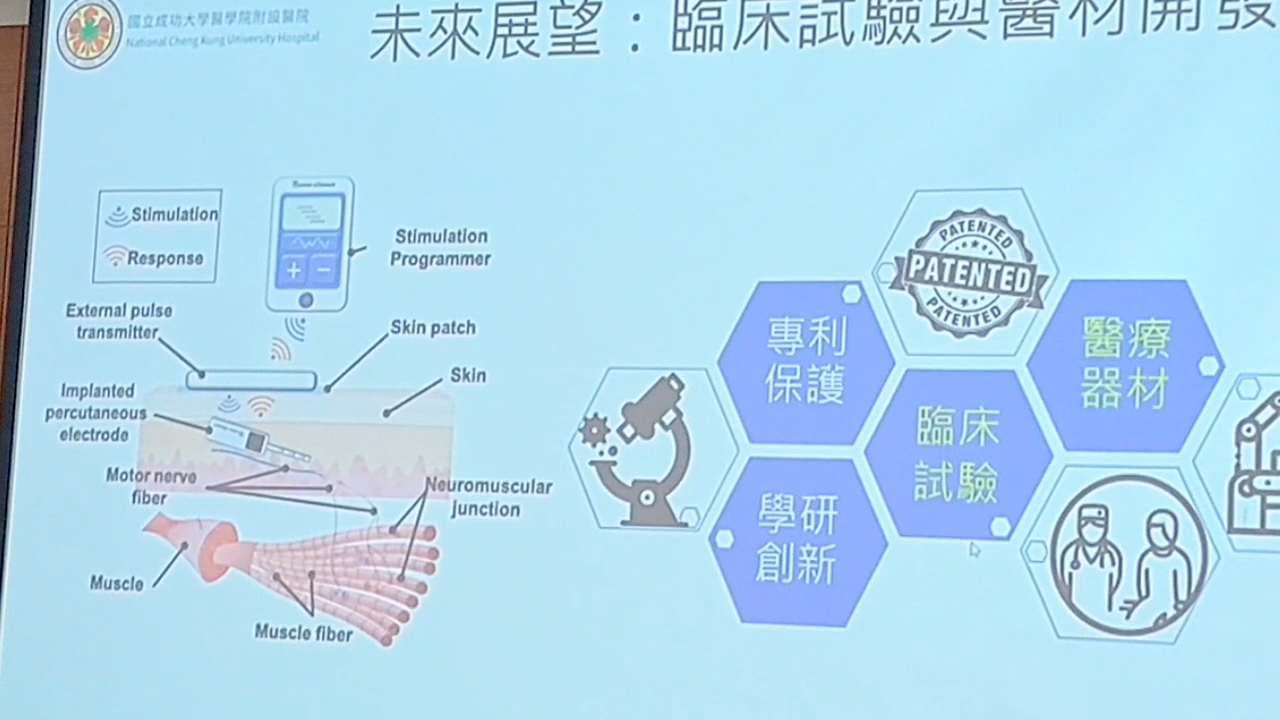 國立成功大學醫學院附設醫院
National Cheng Kung University Hospital
未來展望：臨床試驗與醫材開發
Stimulation
Response
Stimulation
Programmer
External pulse
transmitter
Skin patch
Skin
Implanted
percutaneous
electrode
Motor nerve
fiber
Neuromuscular
junction
Muscle
Muscle fiber
PATENTED
PATENTED
PATENTED
專利
保護
醫療
器材
臨床
試驗
學研
創新